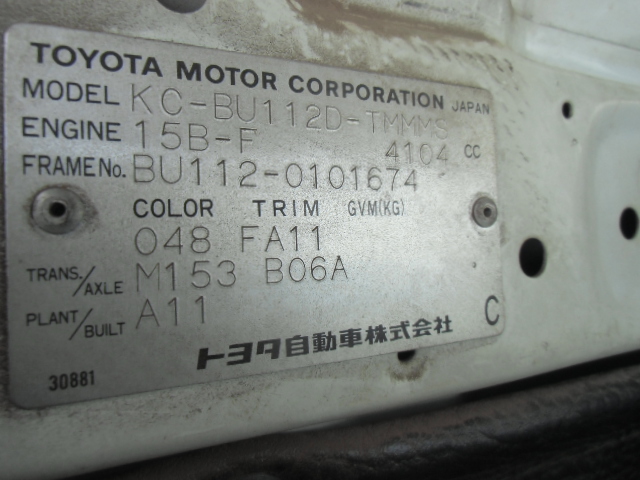 TOYOTA MOTOR CORPORATION JAPAN
MODEL KC-BU112D-TMMMS
ENGINE 15B-F 4104 CC
FRAME No. BU112-0101674
COLOR TRIM GVM(KG)
048 FA11
TRANS./AXLE M153 B06A
PLANT/BUILT A11
C
トヨタ自動車株式会社
30881